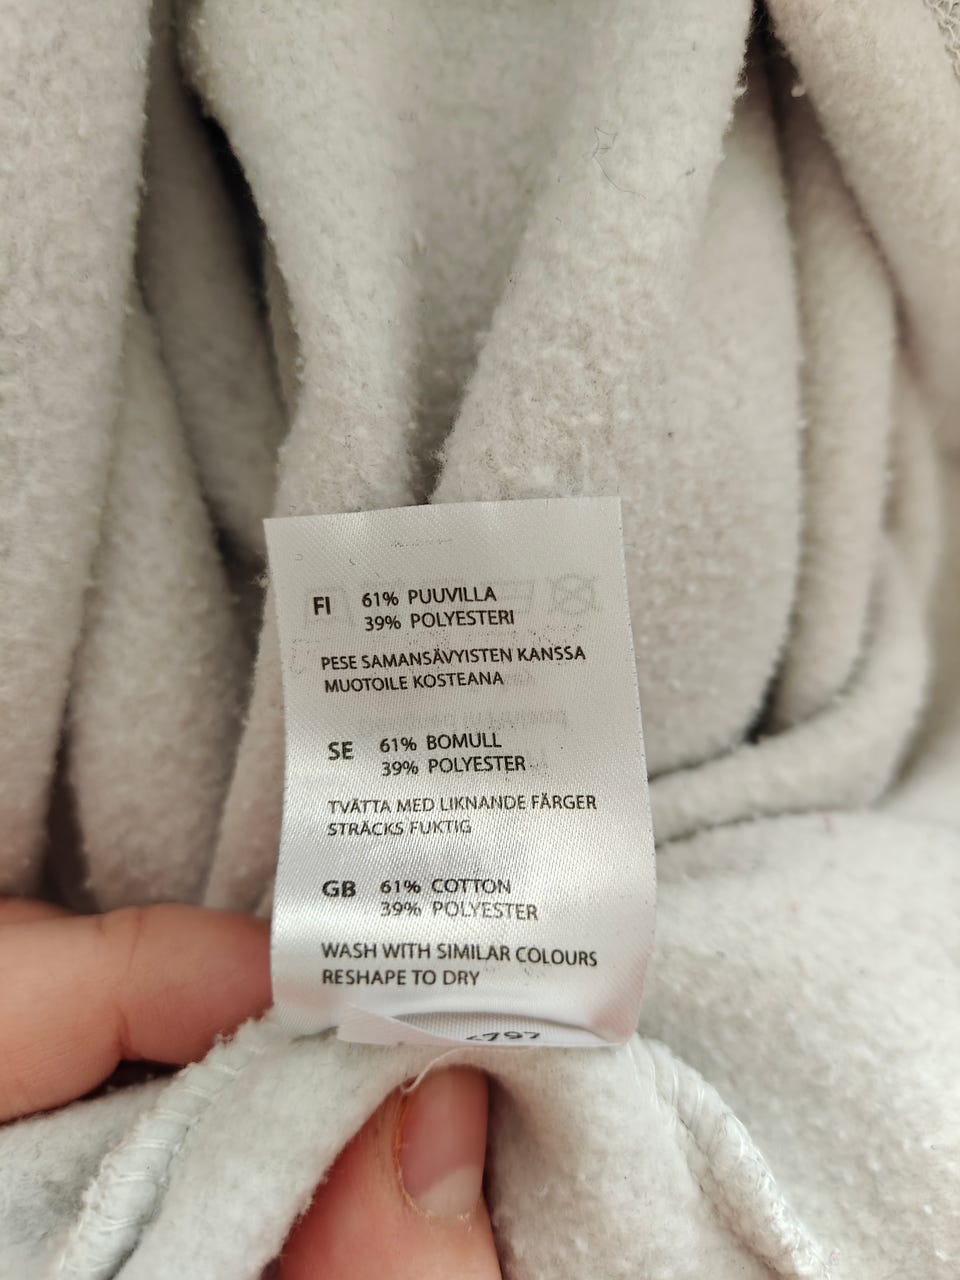 FI 61% PUUVILLA
39% POLYESTERI
PESE SAMANSÄVYISTEN KANSSA
MUOTOILE KOSTEANA
SE 61% BOMULL
39% POLYESTER
TVÄTTA MED LIKNANDE FÄRGER
STRÄCKS FUKTIG
GB 61% COTTON
39% POLYESTER
WASH WITH SIMILAR COLOURS
RESHAPE TO DRY